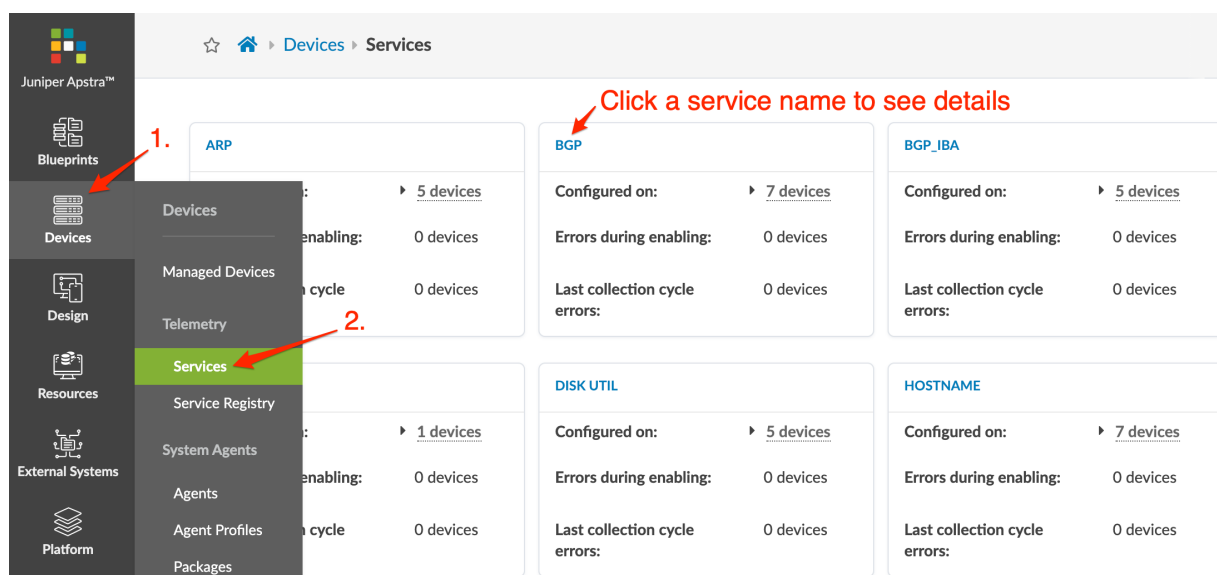 Juniper Apstra™
Blueprints
Devices
Design
Resources
External Systems
Platform
Devices
Managed Devices
Telemetry
Services
Service Registry
System Agents
Agents
Agent Profiles
Packages
1.
2.
Devices Services
Click a service name to see details
ARP
: 5 devices
enabling: 0 devices
cycle 0 devices
BGP
Configured on: 7 devices
Errors during enabling: 0 devices
Last collection cycle 0 devices
errors:
BGP_IBA
Configured on: 5 devices
Errors during enabling: 0 devices
Last collection cycle 0 devices
errors:
: 1 devices
enabling: 0 devices
cycle 0 devices
DISK UTIL
Configured on: 5 devices
Errors during enabling: 0 devices
Last collection cycle 0 devices
errors:
HOSTNAME
Configured on: 7 devices
Errors during enabling: 0 devices
Last collection cycle 0 devices
errors: